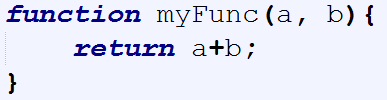 function myFunc(a, b){
    return a+b;
}